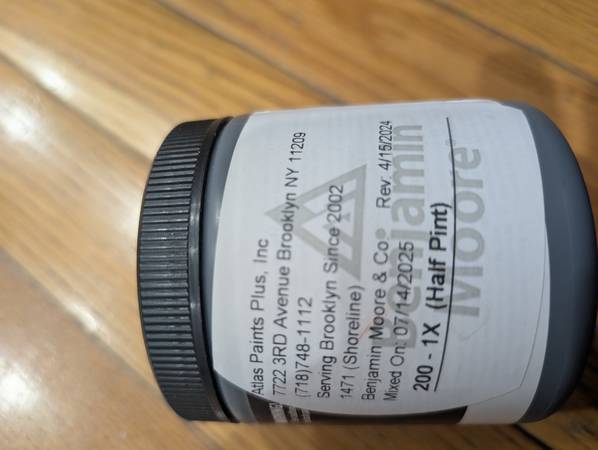 Atlas Paints Plus, Inc
7722 3RD Avenue Brooklyn NY 11209
(718)748-1112
Serving Brooklyn Since 2002
1471 (Shoreline)
Benjamin Moore & Co. Rev: 4/15/2024
Mixed On: 07/14/2025
200 - 1X (Half Pint)
Benjamin
Moore